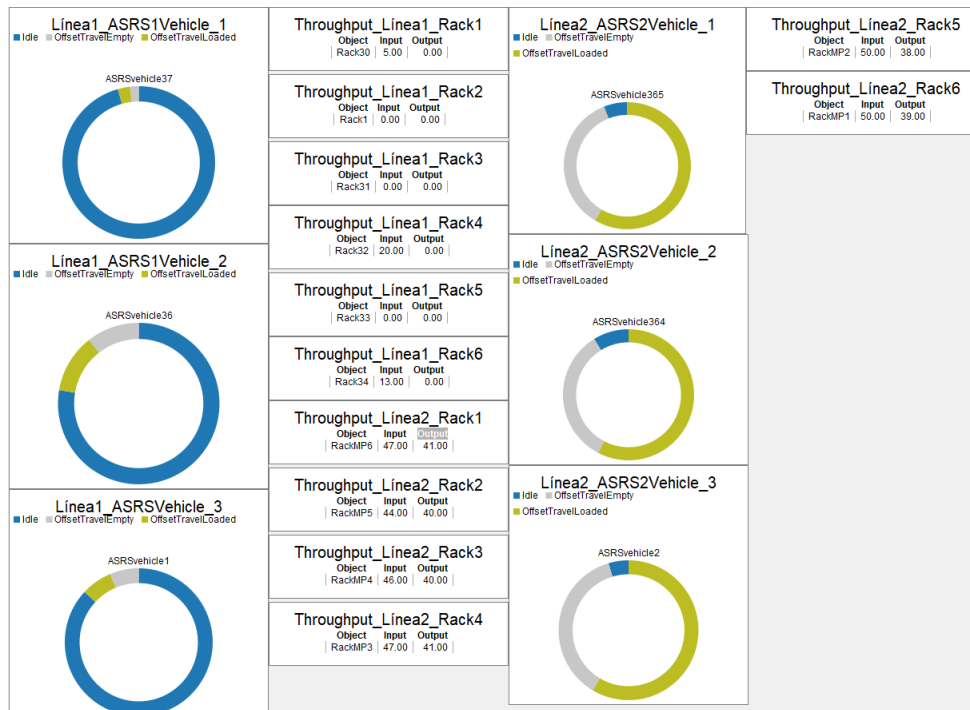 Línea1_ASRS1Vehicle_1
Idle OffsetTravelEmpty OffsetTravelLoaded
ASRSvehicle37
Línea1_ASRS1Vehicle_2
Idle OffsetTravelEmpty OffsetTravelLoaded
ASRSvehicle36
Línea1_ASRSVehicle_3
Idle OffsetTravelEmpty OffsetTravelLoaded
ASRSvehicle1
Throughput_Línea1_Rack1
Object Input Output
Rack30 5.00 0.00
Throughput_Línea1_Rack2
Object Input Output
Rack1 0.00 0.00
Throughput_Línea1_Rack3
Object Input Output
Rack31 0.00 0.00
Throughput_Línea1_Rack4
Object Input Output
Rack32 20.00 0.00
Throughput_Línea1_Rack5
Object Input Output
Rack33 0.00 0.00
Throughput_Línea1_Rack6
Object Input Output
Rack34 13.00 0.00
Throughput_Línea2_Rack1
Object Input Output
RackMP6 47.00 41.00
Throughput_Línea2_Rack2
Object Input Output
RackMP5 44.00 40.00
Throughput_Línea2_Rack3
Object Input Output
RackMP4 46.00 40.00
Throughput_Línea2_Rack4
Object Input Output
RackMP3 47.00 41.00
Línea2_ASRS2Vehicle_1
Idle OffsetTravelEmpty
OffsetTravelLoaded
ASRSvehicle365
Línea2_ASRS2Vehicle_2
Idle OffsetTravelEmpty
OffsetTravelLoaded
ASRSvehicle364
Línea2_ASRS2Vehicle_3
Idle OffsetTravelEmpty
OffsetTravelLoaded
ASRSvehicle2
Throughput_Línea2_Rack5
Object Input Output
RackMP2 50.00 38.00
Throughput_Línea2_Rack6
Object Input Output
RackMP1 50.00 39.00